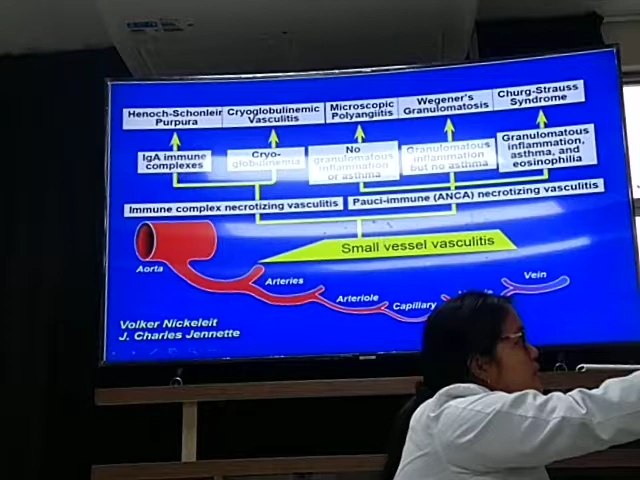 Henoch-Schonlein
Purpura
Cryoglobulinemic
Vasculitis
Microscopic
Polyangiitis
Wegener's
Granulomatosis
Churg-Strauss
Syndrome
IgA immune
complexes
Cryo-
globulinemia
No
granulomatous
inflammation
or asthma
Granulomatous
inflammation
but no asthma
Granulomatous
inflammation,
asthma, and
eosinophilia
Immune complex necrotizing vasculitis
Pauci-immune (ANCA) necrotizing vasculitis
Small vessel vasculitis
Aorta
Arteries
Arteriole
Capillary
Vein
Volker Nickeleit
J. Charles Jennette